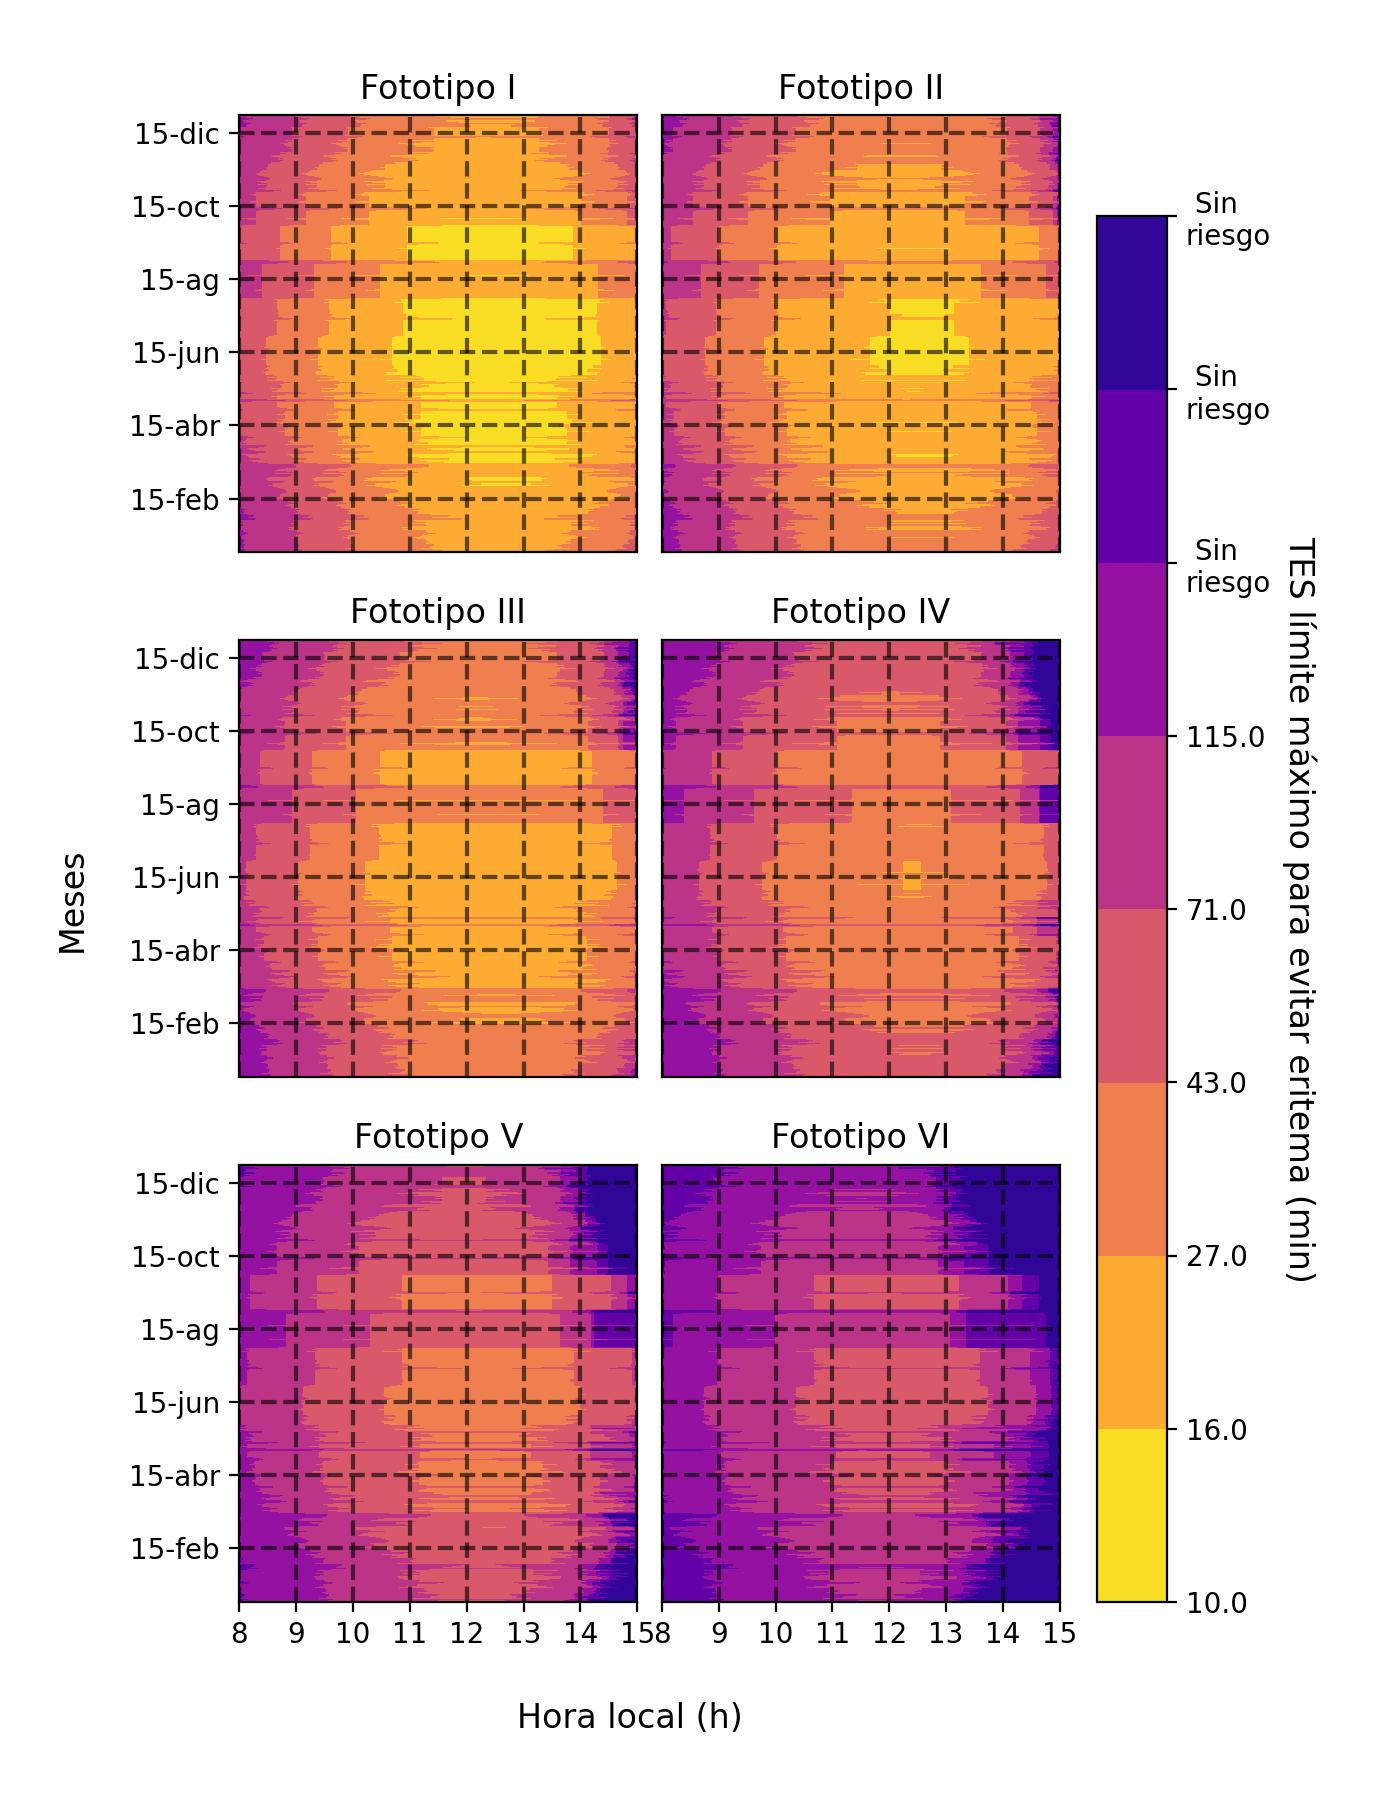 Fototipo I
Fototipo II
15-dic
15-oct
15-ag
15-jun
15-abr
15-feb
Fototipo III
Fototipo IV
15-dic
15-oct
15-ag
15-jun
15-abr
15-feb
Fototipo V
Fototipo VI
15-dic
15-oct
15-ag
15-jun
15-abr
15-feb
8 9 10 11 12 13 14 15
8 9 10 11 12 13 14 15
Meses
Hora local (h)
Sin
riesgo
Sin
riesgo
Sin
riesgo
115.0
71.0
43.0
27.0
16.0
10.0
TES límite máximo para evitar eritema (min)